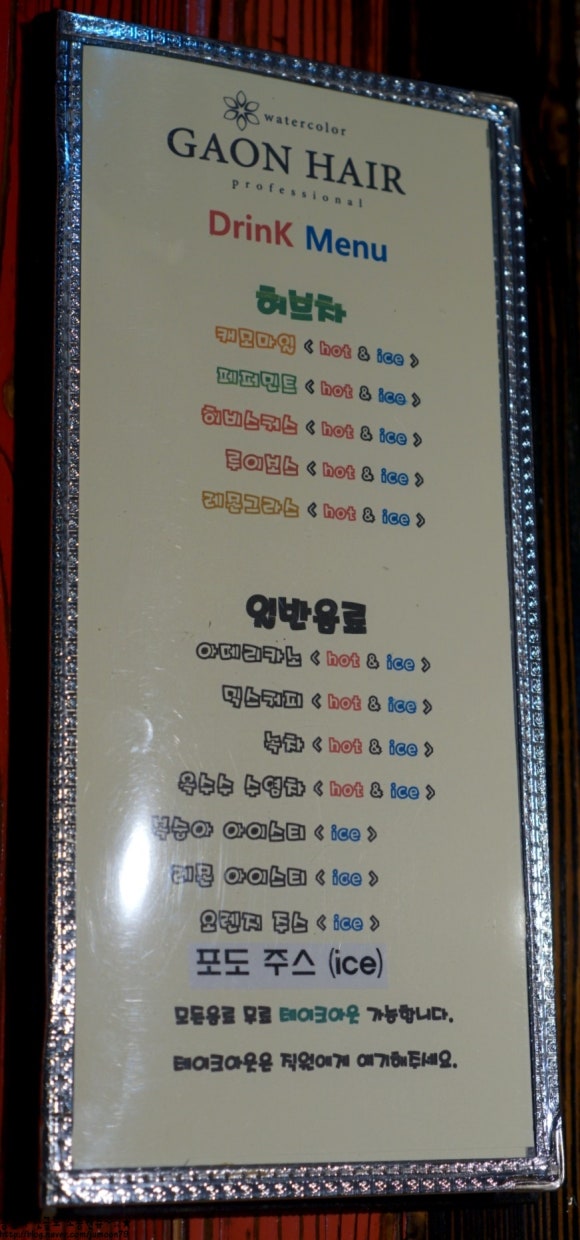 watercolor
GAON HAIR
professional
DrinK Menu
허브차
캐모마일 < hot & ice >
페퍼민트 < hot & ice >
히비스커스 < hot & ice >
루이보스 < hot & ice >
레몬그라스 < hot & ice >
일반음료
아메리카노 < hot & ice >
믹스커피 < hot & ice >
녹차 < hot & ice >
옥수수 수염차 < hot & ice >
복숭아 아이스티 < ice >
레몬 아이스티 < ice >
오렌지 주스 < ice >
포도 주스 (ice)
모든음료 무료 테이크아웃 가능합니다.
테이크아웃은 직원에게 얘기해주세요.